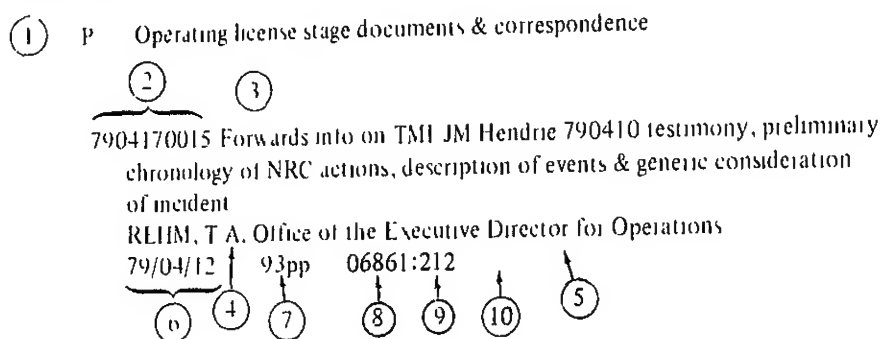 ① P Operating license stage documents & correspondence
② ③
7904170015 Forwards info on TMI JM Hendrie 790410 testimony, preliminary
chronology of NRC actions, description of events & generic consideration
of incident
REHM, T A. Office of the Executive Director for Operations
79/04/12 93pp 06861:212
⑥ ④ ⑦ ⑧ ⑨ ⑩ ⑤